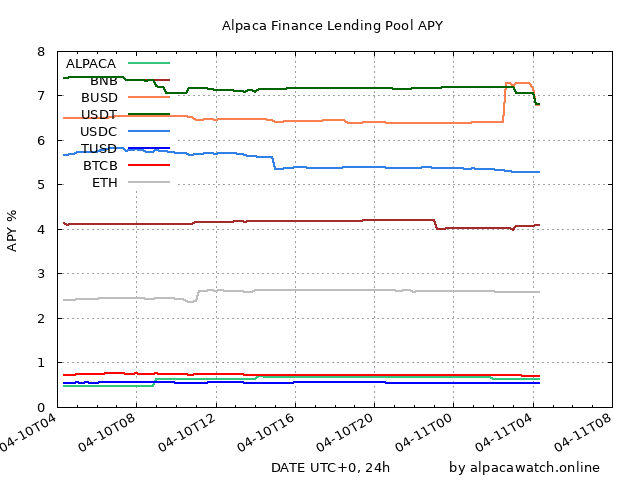 Alpaca Finance Lending Pool APY
8
7
6
5
4
3
2
1
0
APY %
ALPACA
BNB
BUSD
USDT
USDC
TUSD
BTCB
ETH
04-10T04
04-10T08
04-10T12
04-10T16
04-10T20
04-11T00
04-11T04
04-11T08
DATE UTC+0, 24h
by alpacawatch.online